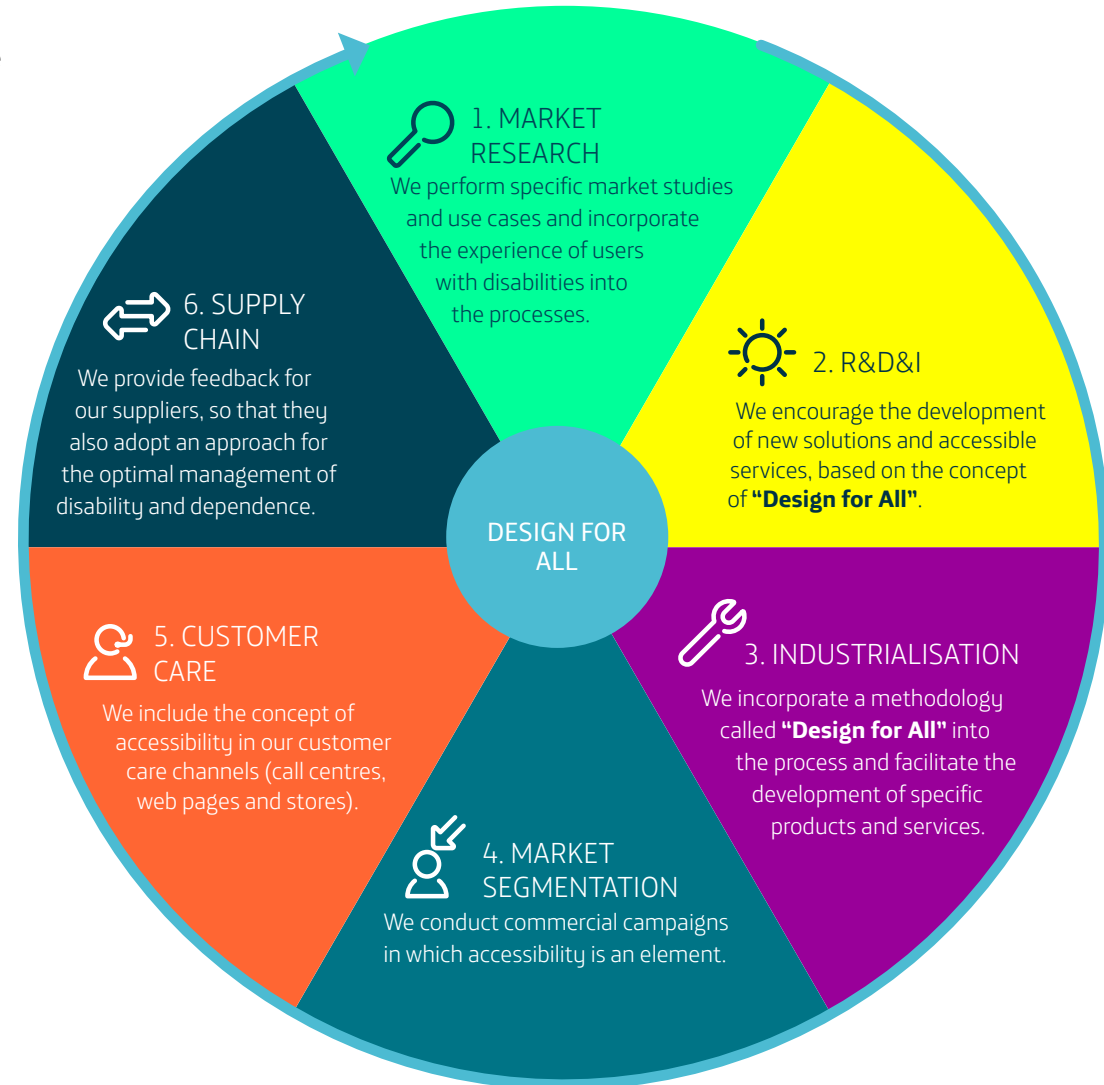 1. MARKET
RESEARCH
We perform specific market studies
and use cases and incorporate
the experience of users
with disabilities into
the processes.
2. R&D&I
We encourage the development
of new solutions and accessible
services, based on the concept
of “Design for All”.
3. INDUSTRIALISATION
We incorporate a methodology
called “Design for All” into
the process and facilitate the
development of specific
products and services.
4. MARKET
SEGMENTATION
We conduct commercial campaigns
in which accessibility is an element.
5. CUSTOMER
CARE
We include the concept of
accessibility in our customer
care channels (call centres,
web pages and stores).
6. SUPPLY
CHAIN
We provide feedback for
our suppliers, so that they
also adopt an approach for
the optimal management of
disability and dependence.
DESIGN FOR
ALL